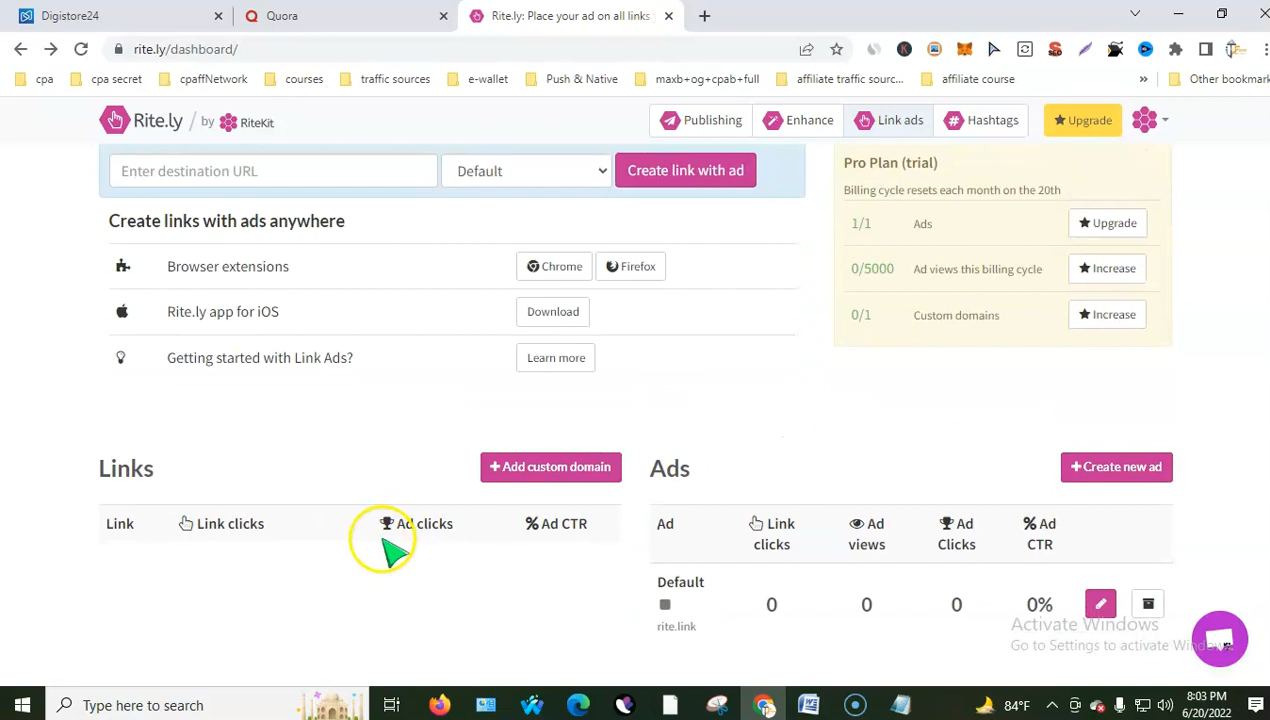 Digistore24
Quora
Rite.ly: Place your ad on all links
rite.ly/dashboard/
cpa
cpa secret
cpaffNetwork
courses
traffic sources
e-wallet
Push & Native
maxb+og+cpab+full
affiliate traffic sourc...
affiliate course
»
Other bookmark
Rite.ly / by RiteKit
Publishing
Enhance
Link ads
Hashtags
Upgrade
Enter destination URL
Default
Create link with ad
Pro Plan (trial)
Billing cycle resets each month on the 20th
1/1 Ads Upgrade
0/5000 Ad views this billing cycle Increase
0/1 Custom domains Increase
Create links with ads anywhere
Browser extensions Chrome Firefox
Rite.ly app for iOS Download
Getting started with Link Ads? Learn more
Links
+ Add custom domain
Link Link clicks Ad clicks % Ad CTR
Ads
+ Create new ad
Ad Link clicks Ad views Ad Clicks % Ad CTR
Default
0 0 0 0%
rite.link
Activate Windows
Go to Settings to activate Windows.
Type here to search
84°F
8:03 PM
6/20/2022